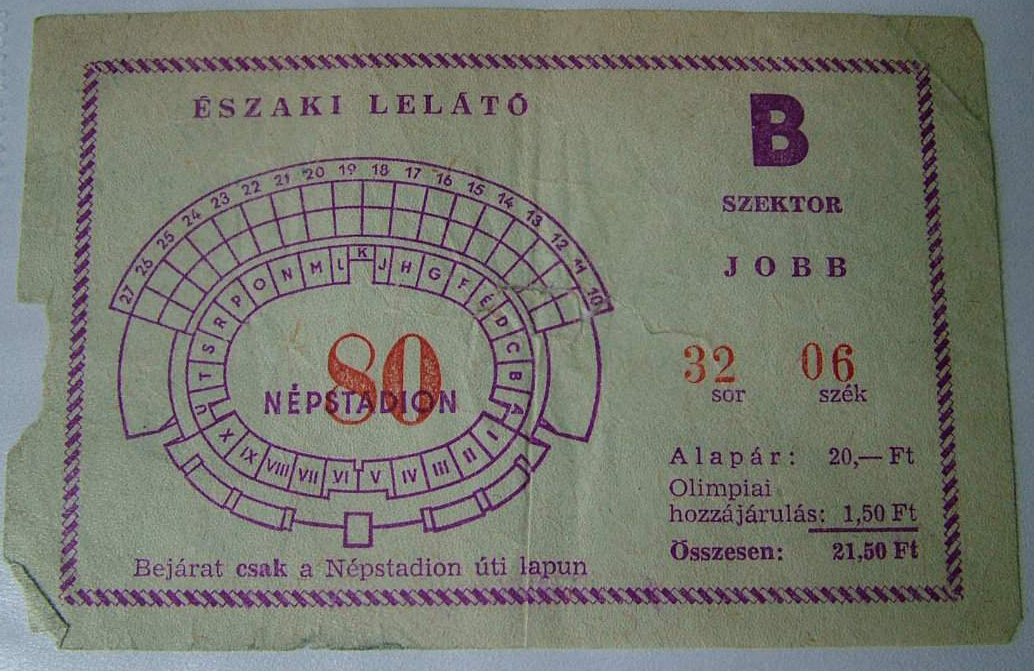 ÉSZAKI LELÁTÓ
B
SZEKTOR
JOBB
27 26 25 24 23 22 21 20 19 18 17 16 15 14 13 12 11 10
U T S R P O N M L K J H G F É D C B A
X IX VIII VII VI V IV III II I
80
NÉPSTADION
32 06
sor szék
Alapár: 20,— Ft
Olimpiai
hozzájárulás: 1,50 Ft
Összesen: 21,50 Ft
Bejárat csak a Népstadion úti lapun